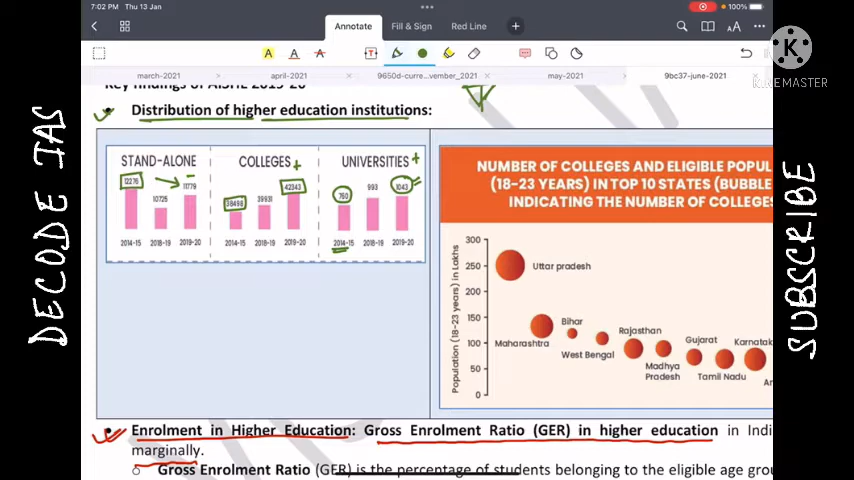 7:02 PM Thu 13 Jan
100%
Annotate
Fill & Sign
Red Line
march-2021
april-2021
9650d-curre...vember_2021
may-2021
9bc37-june-2021
K
KINEMASTER
DECODE IAS
SUBSCRIBE
Key findings of AISHE 2019-20
Distribution of higher education institutions:
STAND-ALONE
12276
10725
11779
2014-15 2018-19 2019-20
COLLEGES
38498
39931
42343
2014-15 2018-19 2019-20
UNIVERSITIES
760
993
1043
2014-15 2018-19 2019-20
NUMBER OF COLLEGES AND ELIGIBLE POPUL
(18-23 YEARS) IN TOP 10 STATES (BUBBLE
INDICATING THE NUMBER OF COLLEGES
Population (18-23 years) in Lakhs
300
250
200
150
100
50
0
Uttar pradesh
Maharashtra
Bihar
West Bengal
Rajasthan
Madhya
Pradesh
Gujarat
Tamil Nadu
Karnatak
An
Enrolment in Higher Education: Gross Enrolment Ratio (GER) in higher education in Indi
marginally.
Gross Enrolment Ratio (GER) is the percentage of students belonging to the eligible age grou